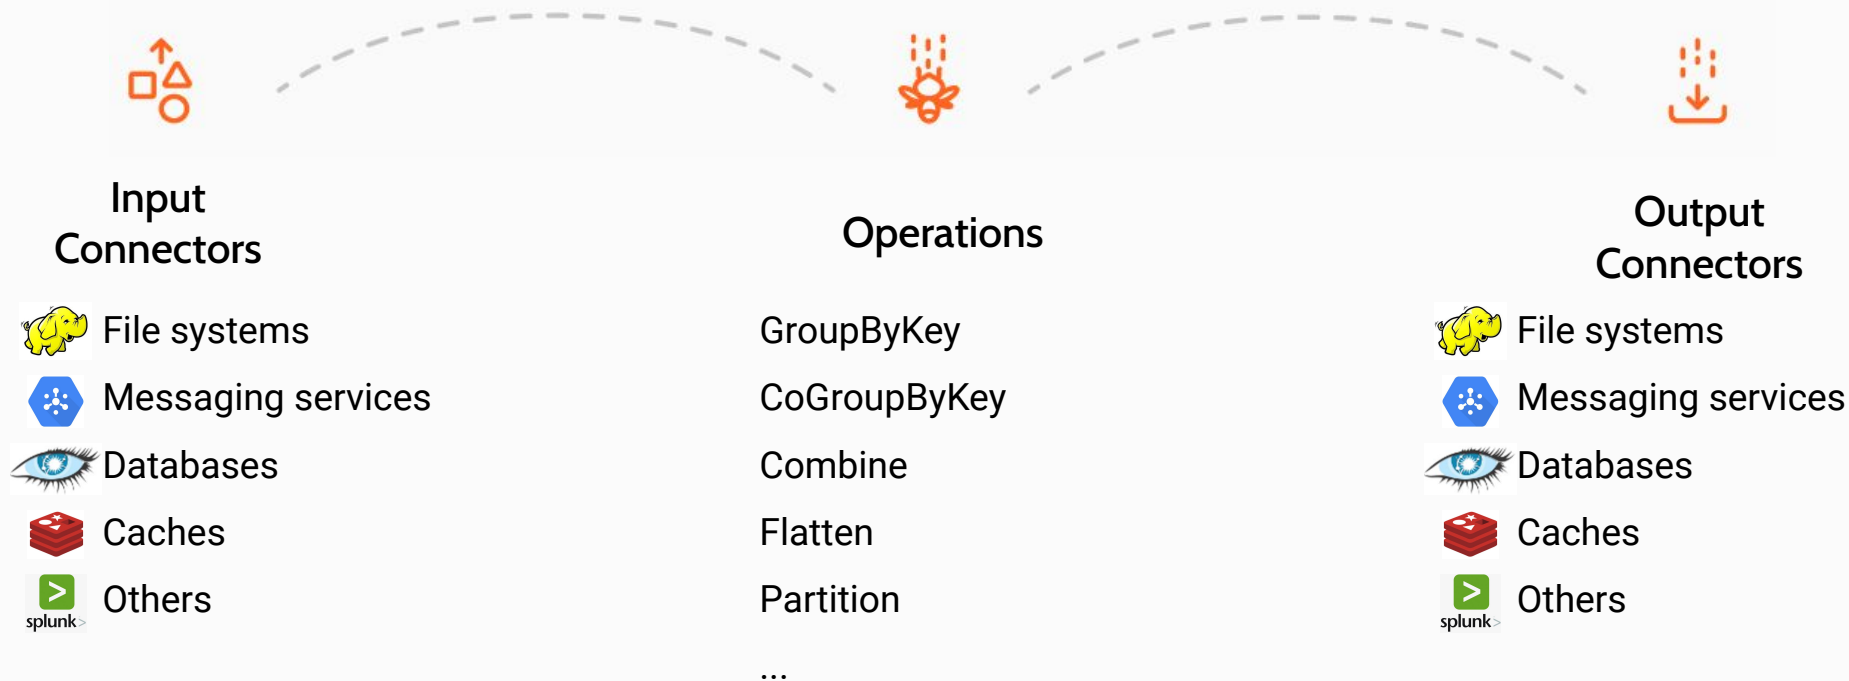 Input
Connectors
File systems
Messaging services
Databases
Caches
splunk>
Others
Operations
GroupByKey
CoGroupByKey
Combine
Flatten
Partition
...
Output
Connectors
File systems
Messaging services
Databases
Caches
splunk>
Others